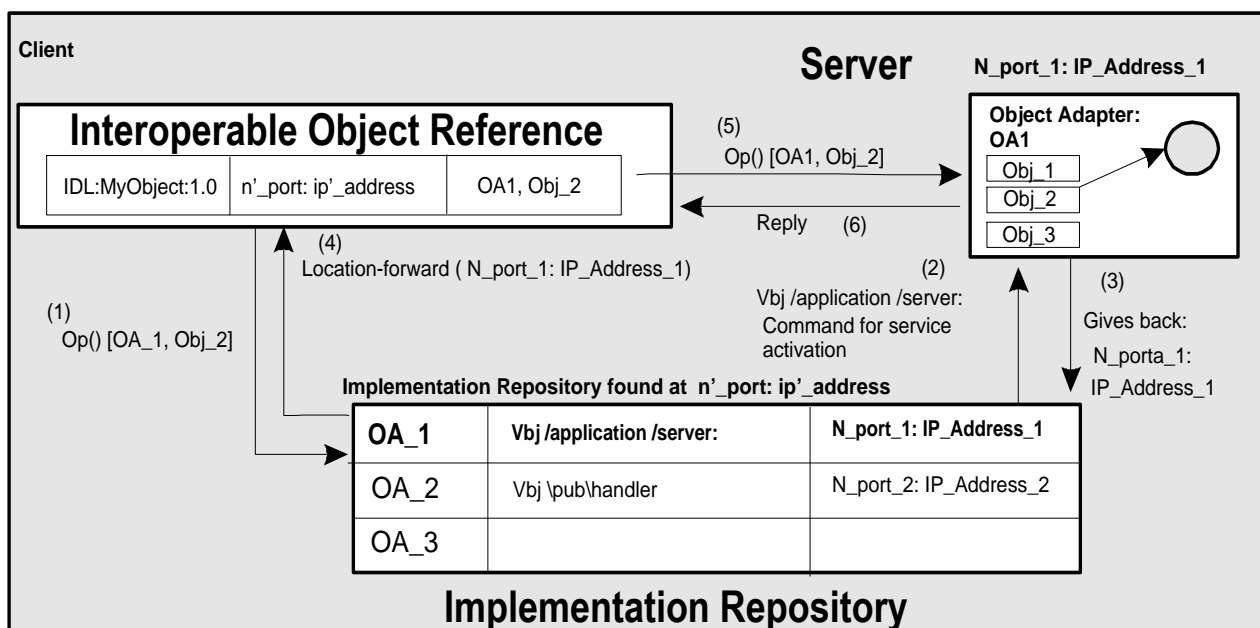 Client
Server
N_port_1: IP_Address_1
Interoperable Object Reference
IDL:MyObject:1.0 n’_port: ip’_address OA1, Obj_2
(5)
Op() [OA1, Obj_2]
Object Adapter:
OA1
Obj_1
Obj_2
Obj_3
Reply (6)
(4)
Location-forward ( N_port_1: IP_Address_1)
(2)
Vbj /application /server:
Command for service
activation
(3)
Gives back:
N_porta_1:
IP_Address_1
(1)
Op() [OA_1, Obj_2]
Implementation Repository found at n’_port: ip’_address
OA_1 Vbj /application /server: N_port_1: IP_Address_1
OA_2 Vbj \pub\handler N_port_2: IP_Address_2
OA_3
Implementation Repository